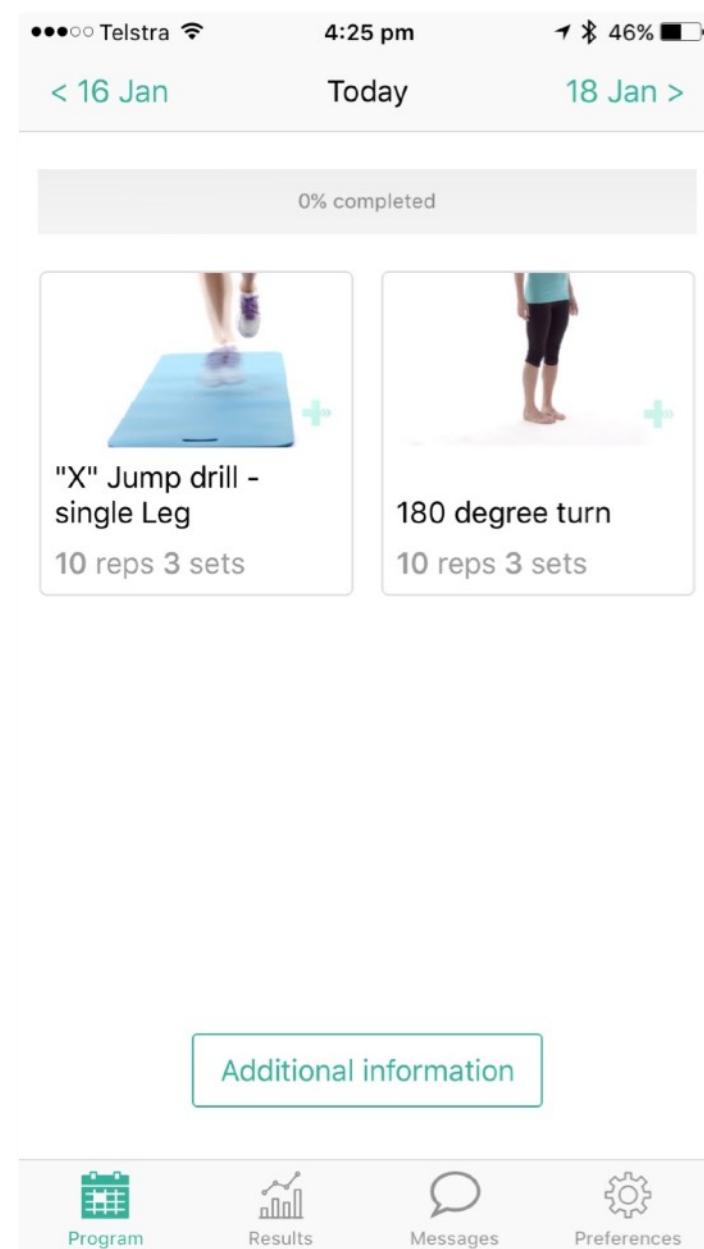 Telstra 4:25 pm 46%
< 16 Jan Today 18 Jan >
0% completed
"X" Jump drill -
single Leg
10 reps 3 sets
180 degree turn
10 reps 3 sets
Additional information
Program Results Messages Preferences